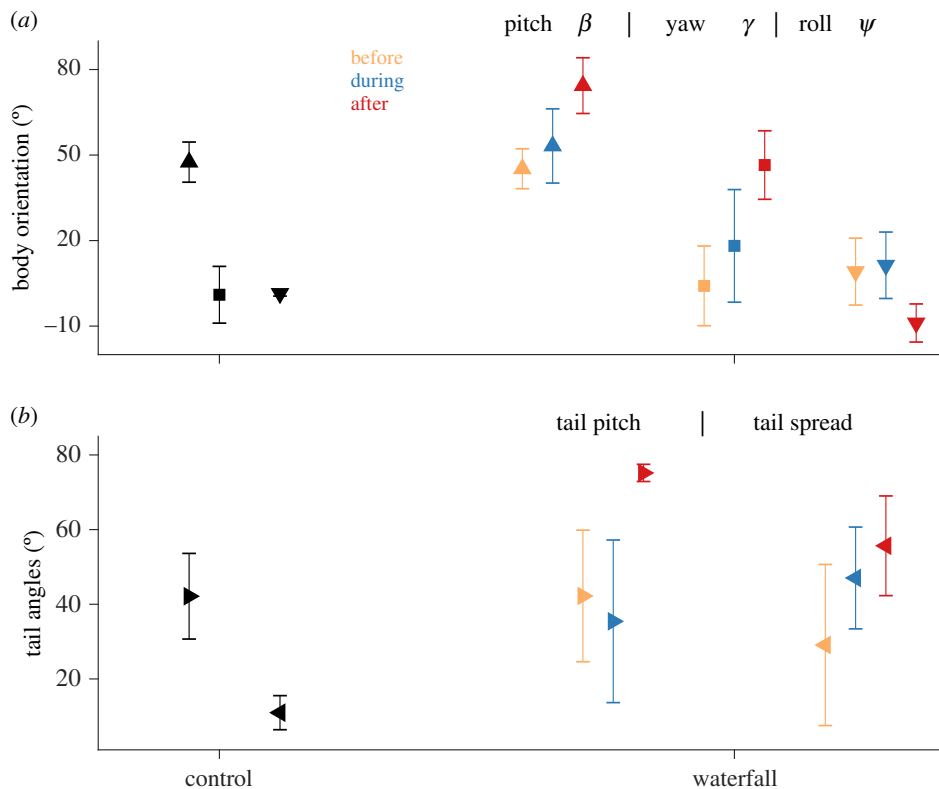 (a)
pitch β | yaw γ | roll ψ
before
during
after
80
50
20
−10
body orientation (º)
(b)
tail pitch | tail spread
80
60
40
20
tail angles (º)
control waterfall